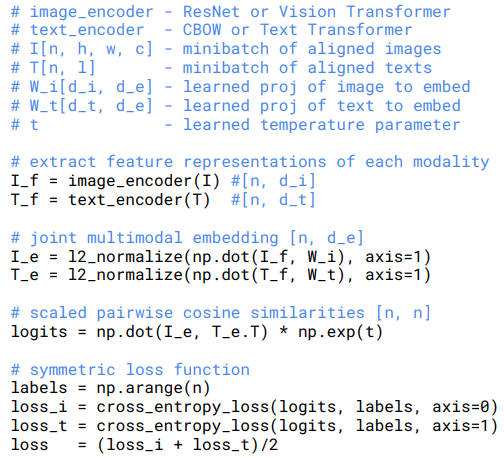 # image_encoder - ResNet or Vision Transformer
# text_encoder  - CBOW or Text Transformer
# I[n, h, w, c] - minibatch of aligned images
# T[n, l]       - minibatch of aligned texts
# W_i[d_i, d_e] - learned proj of image to embed
# W_t[d_t, d_e] - learned proj of text to embed
# t             - learned temperature parameter

# extract feature representations of each modality
I_f = image_encoder(I) #[n, d_i]
T_f = text_encoder(T)  #[n, d_t]

# joint multimodal embedding [n, d_e]
I_e = l2_normalize(np.dot(I_f, W_i), axis=1)
T_e = l2_normalize(np.dot(T_f, W_t), axis=1)

# scaled pairwise cosine similarities [n, n]
logits = np.dot(I_e, T_e.T) * np.exp(t)

# symmetric loss function
labels = np.arange(n)
loss_i = cross_entropy_loss(logits, labels, axis=0)
loss_t = cross_entropy_loss(logits, labels, axis=1)
loss   = (loss_i + loss_t)/2